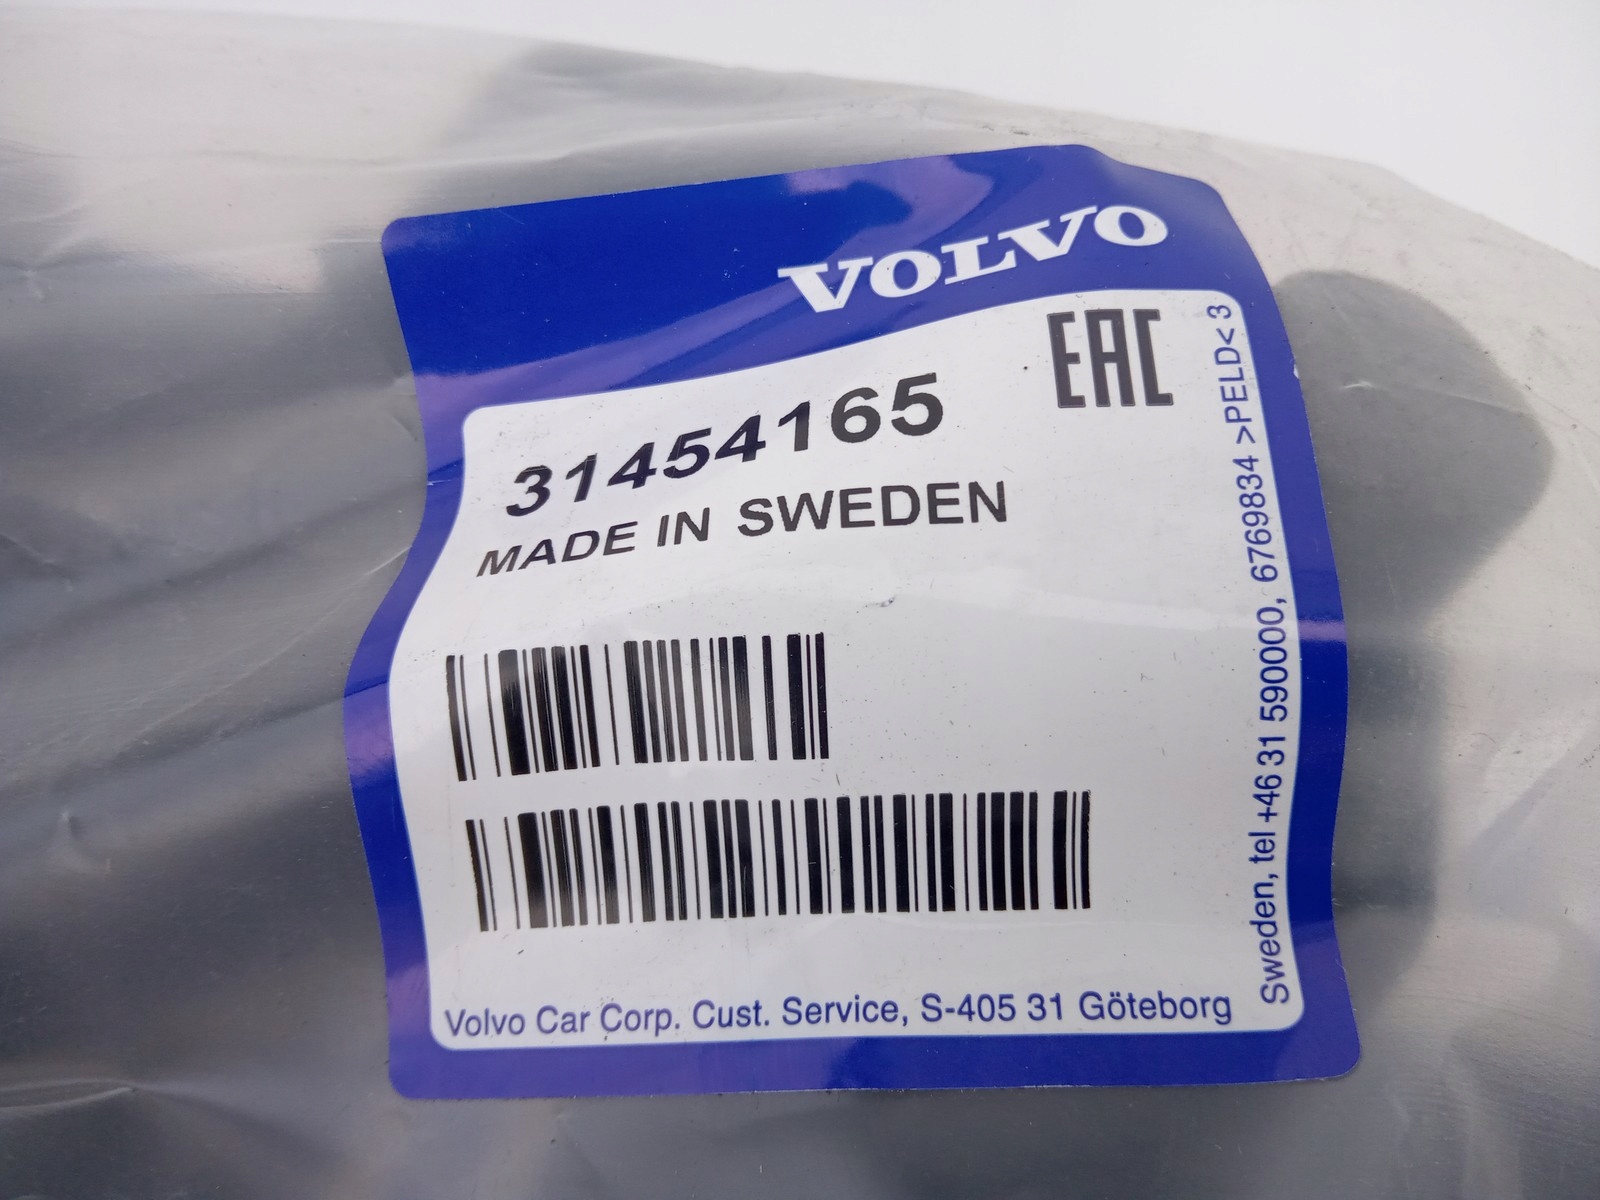 VOLVO
EAC
31454165
MADE IN SWEDEN
Volvo Car Corp. Cust. Service, S-405 31 Göteborg
Sweden, tel +46 31 590000, 6769834 >PELD< 3